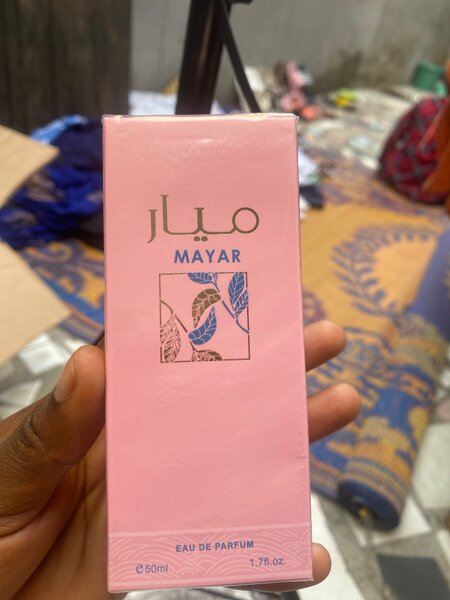 ميار
MAYAR
EAU DE PARFUM
℮50ml 1.7fl.oz.